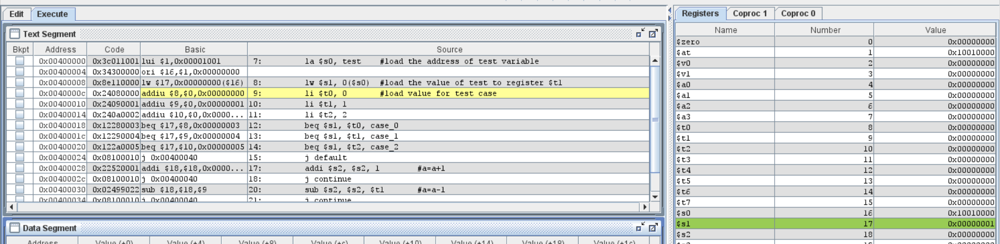 Edit Execute
Text Segment
Bkpt Address Code Basic Source
0x00400000 0x3c011001 lui $1,0x00001001 7: la $s0, test #load the address of test variable
0x00400004 0x34300000 ori $16,$1,0x00000000
0x00400008 0x8e110000 lw $17,0x00000000($16) 8: lw $s1, 0($s0) #load the value of test to register $t1
0x0040000c 0x24080000 addiu $8,$0,0x00000000 9: li $t0, 0 #load value for test case
0x00400010 0x24090001 addiu $9,$0,0x00000001 10: li $t1, 1
0x00400014 0x240a0002 addiu $10,$0,0x0000... 11: li $t2, 2
0x00400018 0x12280003 beq $17,$8,0x00000003 12: beq $s1, $t0, case_0
0x0040001c 0x12290004 beq $17,$9,0x00000004 13: beq $s1, $t1, case_1
0x00400020 0x122a0005 beq $17,$10,0x00000005 14: beq $s1, $t2, case_2
0x00400024 0x08100010 j 0x00400040 15: j default
0x00400028 0x22520001 addi $18,$18,0x0000... 17: addi $s2, $s2, 1 #a=a+1
0x0040002c 0x08100010 j 0x00400040 18: j continue
0x00400030 0x02499022 sub $18,$18,$9 20: sub $s2, $s2, $t1 #a=a-1
0x00400034 0x08100010 j 0x00400040 21: j continue
Data Segment
Address Value (+0) Value (+4) Value (+8) Value (+c) Value (+10) Value (+14) Value (+18) Value (+1c)
Registers Coproc 1 Coproc 0
Name Number Value
$zero 0 0x00000000
$at 1 0x10010000
$v0 2 0x00000000
$v1 3 0x00000000
$a0 4 0x00000000
$a1 5 0x00000000
$a2 6 0x00000000
$a3 7 0x00000000
$t0 8 0x00000000
$t1 9 0x00000000
$t2 10 0x00000000
$t3 11 0x00000000
$t4 12 0x00000000
$t5 13 0x00000000
$t6 14 0x00000000
$t7 15 0x00000000
$s0 16 0x10010000
$s1 17 0x00000001
$s2 18 0x00000000